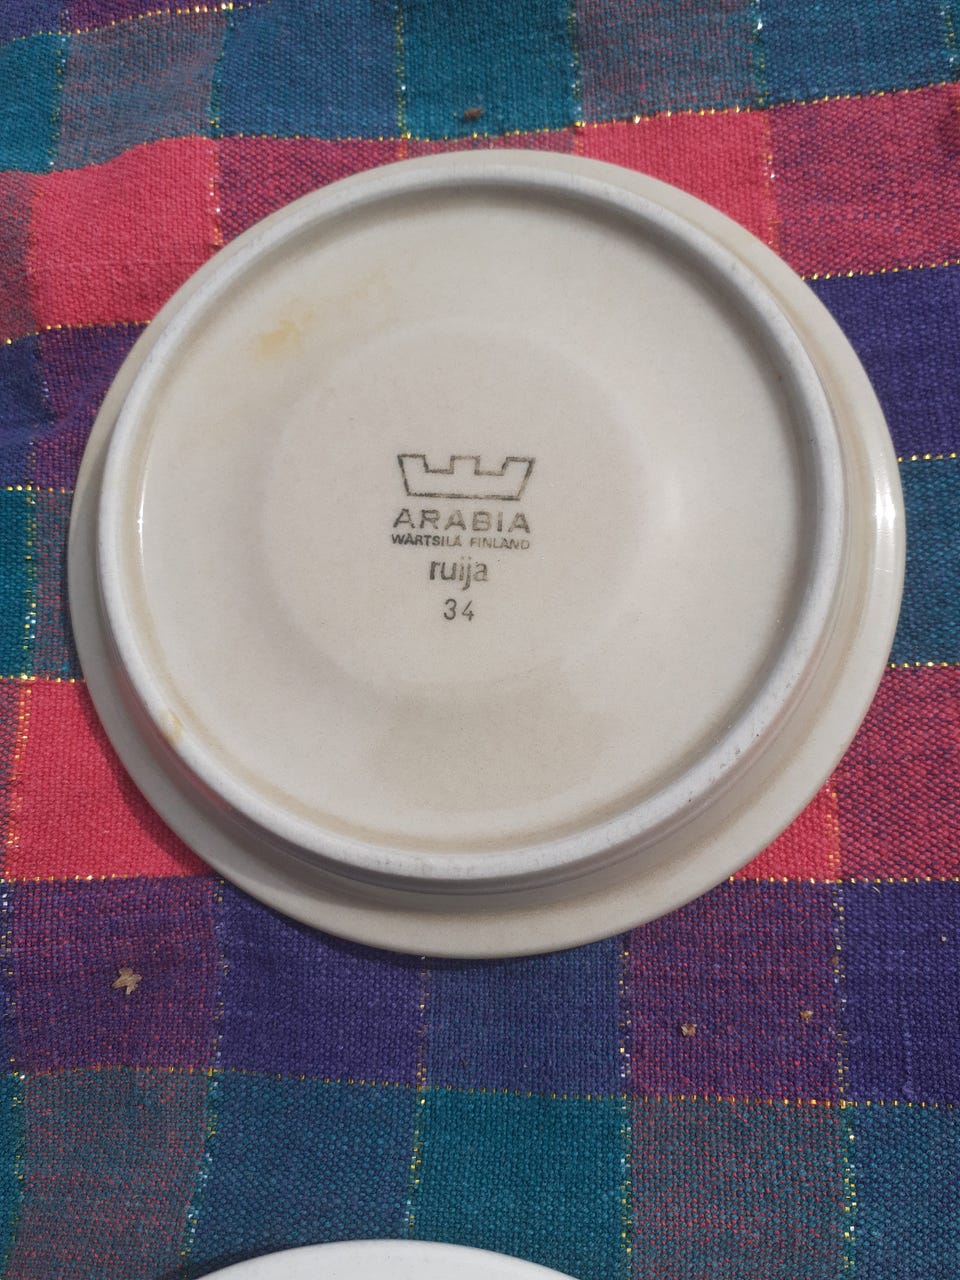 ARABIA
WÄRTSILÄ FINLAND
ruija
34